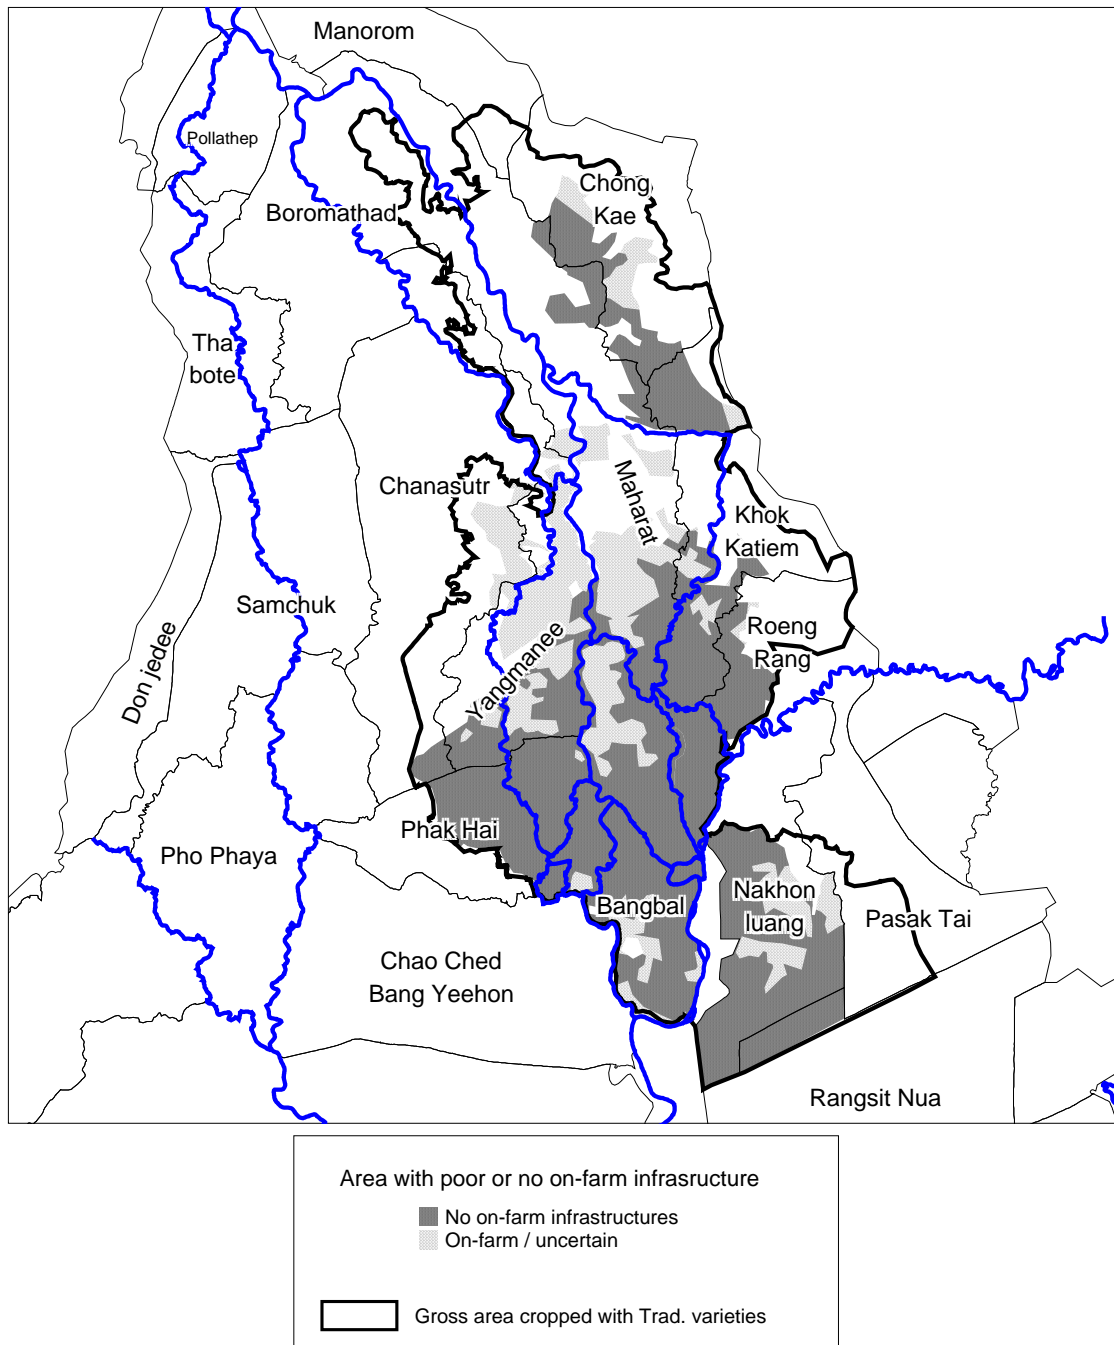 Manorom
Pollathep
Chong
Kae
Boromathad
Tha
bote
Maharat
Chanasutr
Khok
Katiem
Samchuk
Roeng
Rang
Yangmanee
Don jedee
Phak Hai
Pho Phaya
Nakhon
luang
Bangbal
Pasak Tai
Chao Ched
Bang Yeehon
Rangsit Nua
Area with poor or no on-farm infrasructure
No on-farm infrastructures
On-farm / uncertain
Gross area cropped with Trad. varieties